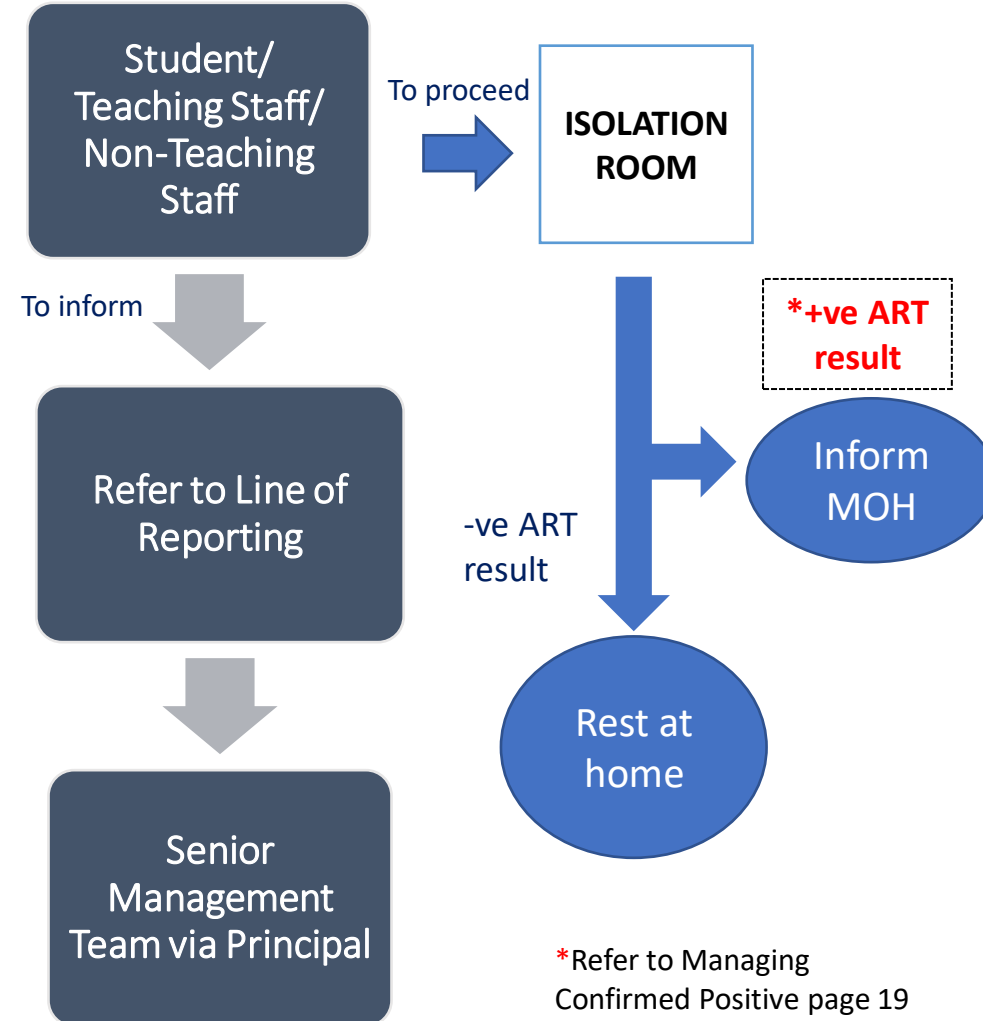 Student/
Teaching Staff/
Non-Teaching
Staff
To proceed
ISOLATION
ROOM
To inform
*+ve ART
result
Refer to Line of
Reporting
Inform
MOH
-ve ART
result
Rest at
home
Senior
Management
Team via Principal
*Refer to Managing
Confirmed Positive page 19